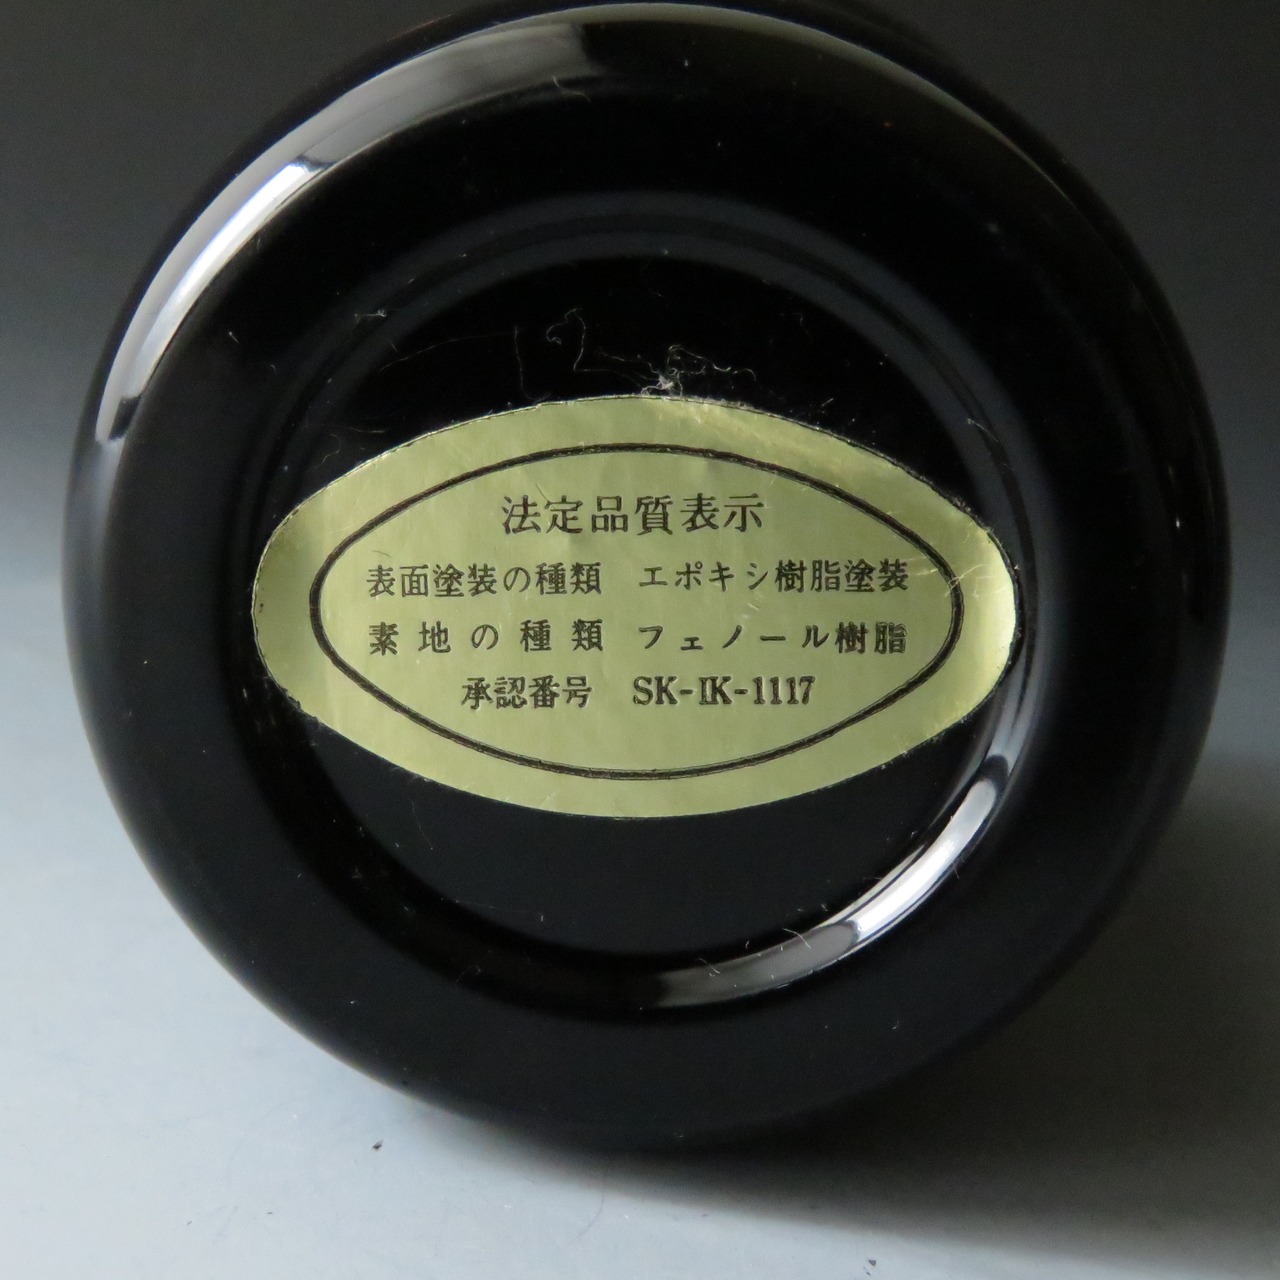 法定品質表示
表面塗装の種類　エポキシ樹脂塗装
素地の種類　フェノール樹脂
承認番号　SK-IK-1117